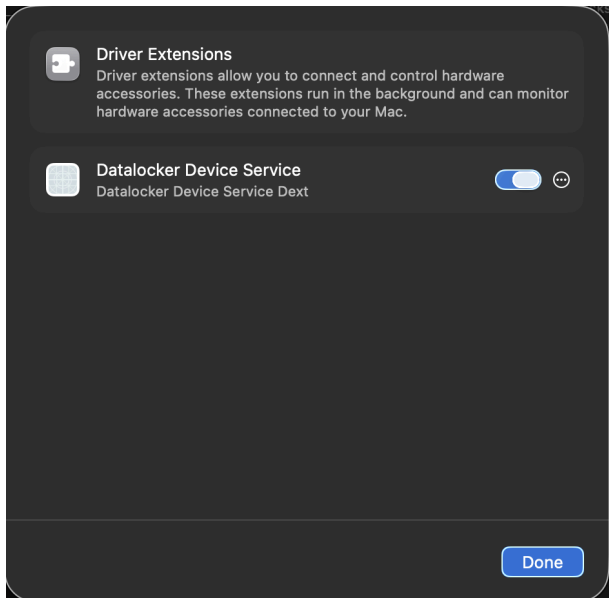 Driver Extensions
Driver extensions allow you to connect and control hardware
accessories. These extensions run in the background and can monitor
hardware accessories connected to your Mac.
Datalocker Device Service
Datalocker Device Service Dext
Done